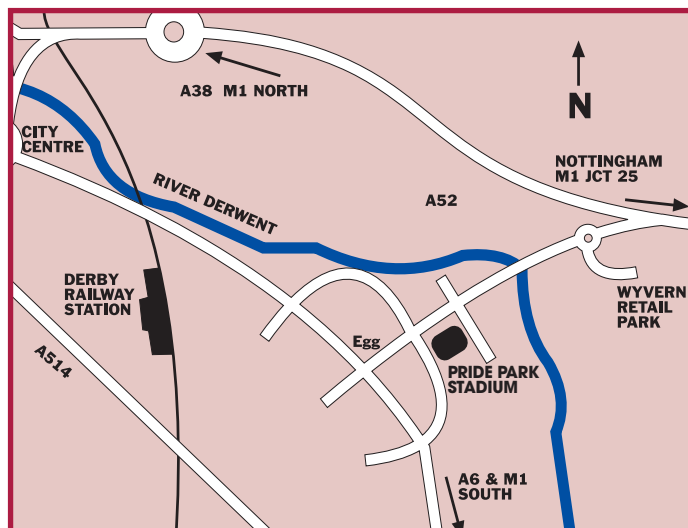 A38 M1 NORTH
N
CITY
CENTRE
NOTTINGHAM
M1 JCT 25
RIVER DERWENT
A52
DERBY
RAILWAY
STATION
WYVERN
RETAIL
PARK
Egg
A514
PRIDE PARK
STADIUM
A6 & M1
SOUTH